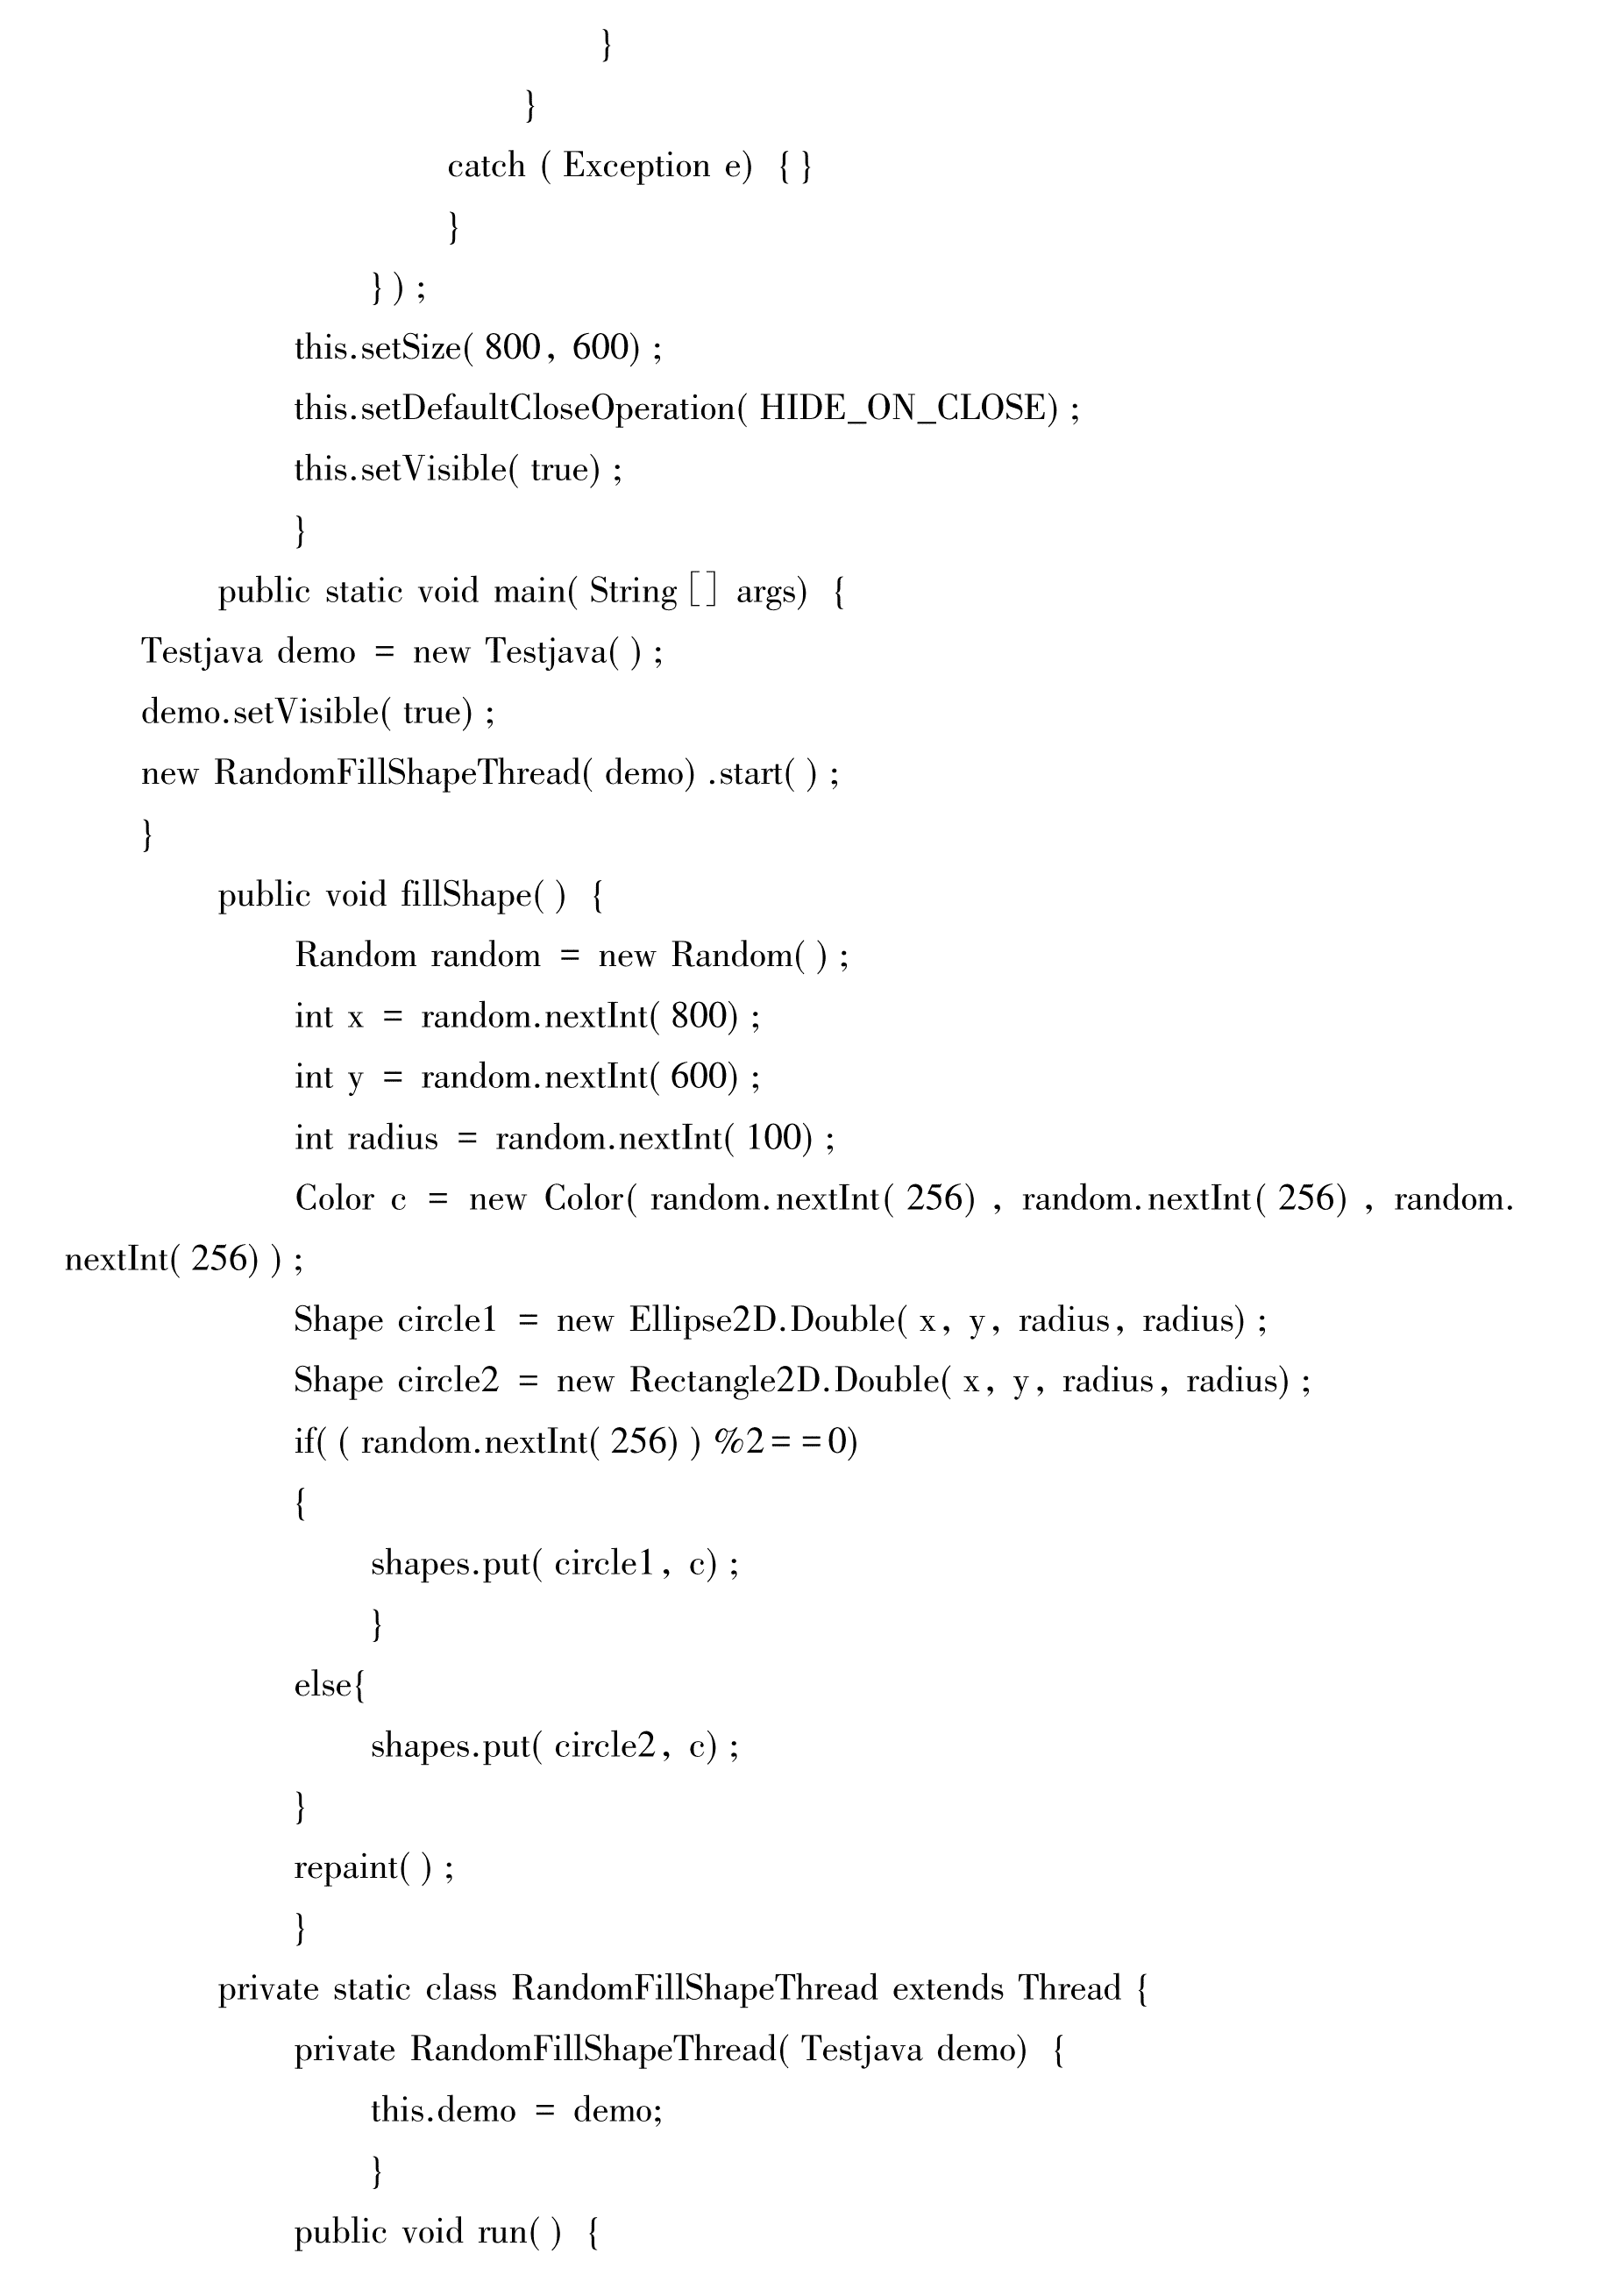 }
}
catch (Exception e) {}
}
});
this.setSize(800, 600);
this.setDefaultCloseOperation(HIDE_ON_CLOSE);
this.setVisible(true);
}
public static void main(String[] args) {
Testjava demo = new Testjava();
demo.setVisible(true);
new RandomFillShapeThread(demo).start();
}
public void fillShape() {
Random random = new Random();
int x = random.nextInt(800);
int y = random.nextInt(600);
int radius = random.nextInt(100);
Color c = new Color(random.nextInt(256), random.nextInt(256), random.
nextInt(256));
Shape circle1 = new Ellipse2D.Double(x, y, radius, radius);
Shape circle2 = new Rectangle2D.Double(x, y, radius, radius);
if((random.nextInt(256))%2==0)
{
shapes.put(circle1, c);
}
else{
shapes.put(circle2, c);
}
repaint();
}
private static class RandomFillShapeThread extends Thread {
private RandomFillShapeThread(Testjava demo) {
this.demo = demo;
}
public void run() {